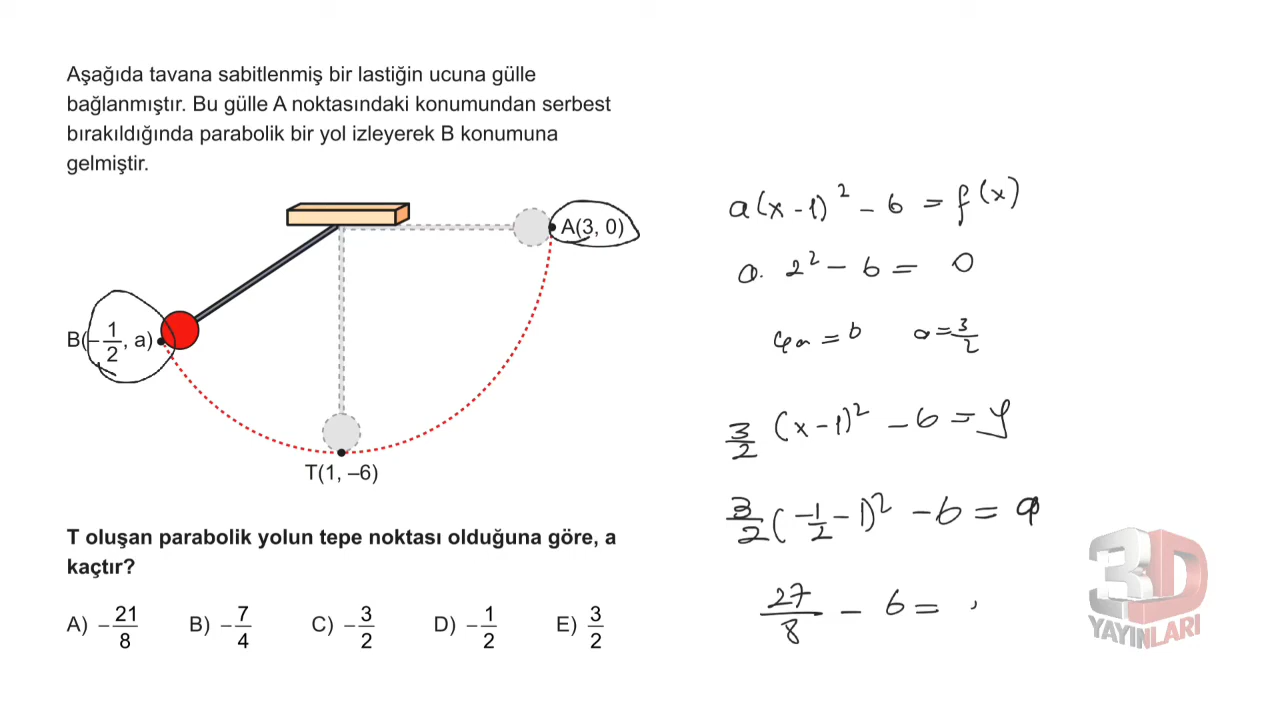 Aşağıda tavana sabitlenmiş bir lastiğin ucuna gülle
bağlanmıştır. Bu gülle A noktasındaki konumundan serbest
bırakıldığında parabolik bir yol izleyerek B konumuna
gelmiştir.
A(3, 0)
B(–1/2, a)
T(1, –6)
T oluşan parabolik yolun tepe noktası olduğuna göre, a
kaçtır?
A) –21/8 B) –7/4 C) –3/2 D) –1/2 E) 3/2
a(x-1)² - 6 = f(x)
a. 2² - 6 = 0
4a = 6 a = 3/2
3/2 (x-1)² - 6 = y
3/2 (-1/2 - 1)² - 6 = a
27/8 - 6 =
3D
YAYINLARI